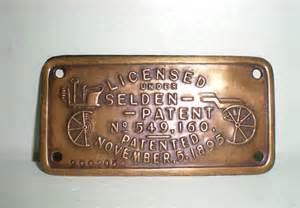 LICENSED
UNDER
SELDEN
PATENT
No 549,160.
PATENTED
NOVEMBER, 5, 1895